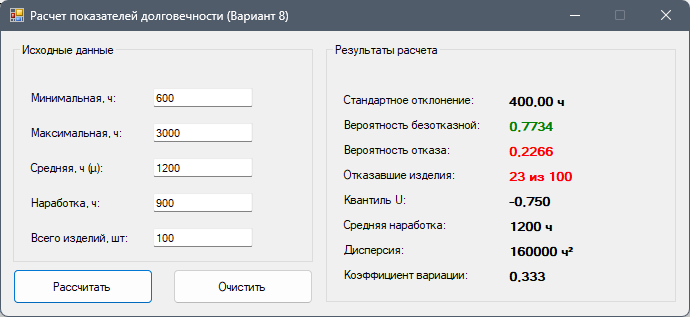 Расчет показателей долговечности (Вариант 8)
Исходные данные
Минимальная, ч: 600
Максимальная, ч: 3000
Средняя, ч (μ): 1200
Наработка, ч: 900
Всего изделий, шт: 100
Рассчитать Очистить
Результаты расчета
Стандартное отклонение: 400,00 ч
Вероятность безотказной: 0,7734
Вероятность отказа: 0,2266
Отказавшие изделия: 23 из 100
Квантиль U: -0,750
Средняя наработка: 1200 ч
Дисперсия: 160000 ч²
Коэффициент вариации: 0,333